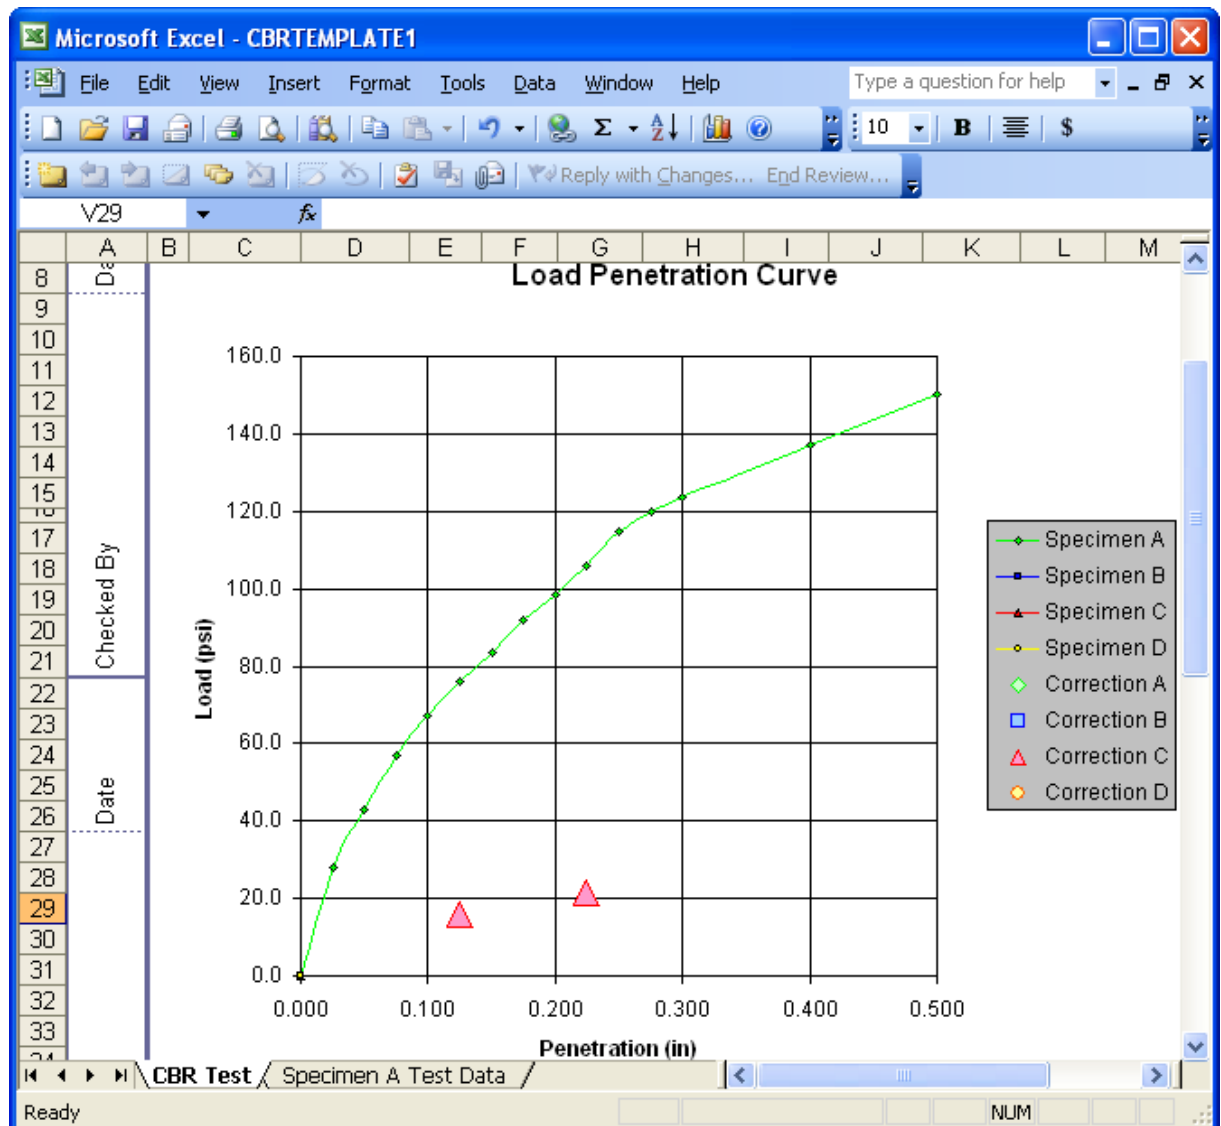 Microsoft Excel - CBRTEMPLATE1
File Edit View Insert Format Tools Data Window Help Type a question for help
10 B $
Reply with Changes... End Review...
V29 fx
A B C D E F G H I J K L M
Load Penetration Curve
8
9
10
11
12
13
14
15
16
17
18
19
20
21
22
23
24
25
26
27
28
29
30
31
32
33
34
Da
Checked By
Date
160.0
140.0
120.0
100.0
80.0
60.0
40.0
20.0
0.0
Load (psi)
0.000 0.100 0.200 0.300 0.400 0.500
Penetration (in)
Specimen A
Specimen B
Specimen C
Specimen D
Correction A
Correction B
Correction C
Correction D
CBR Test Specimen A Test Data
Ready NUM